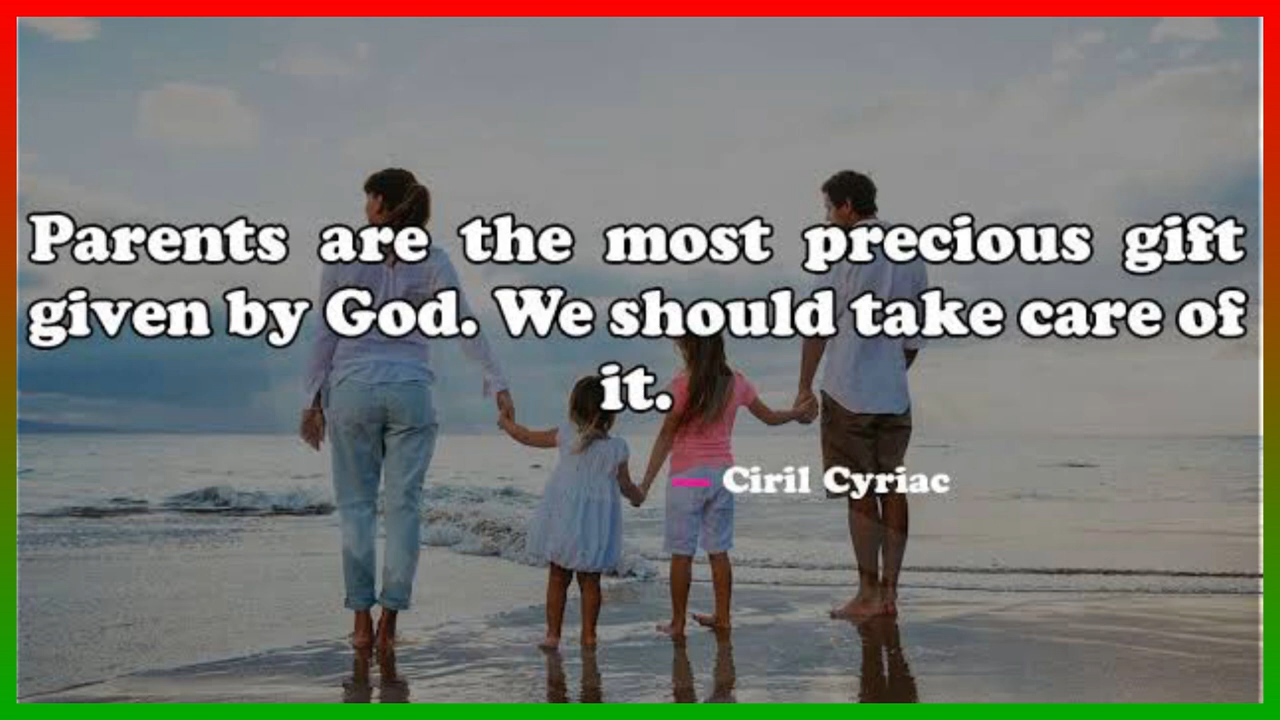 Parents are the most precious gift
given by God. We should take care of
it.
— Ciril Cyriac